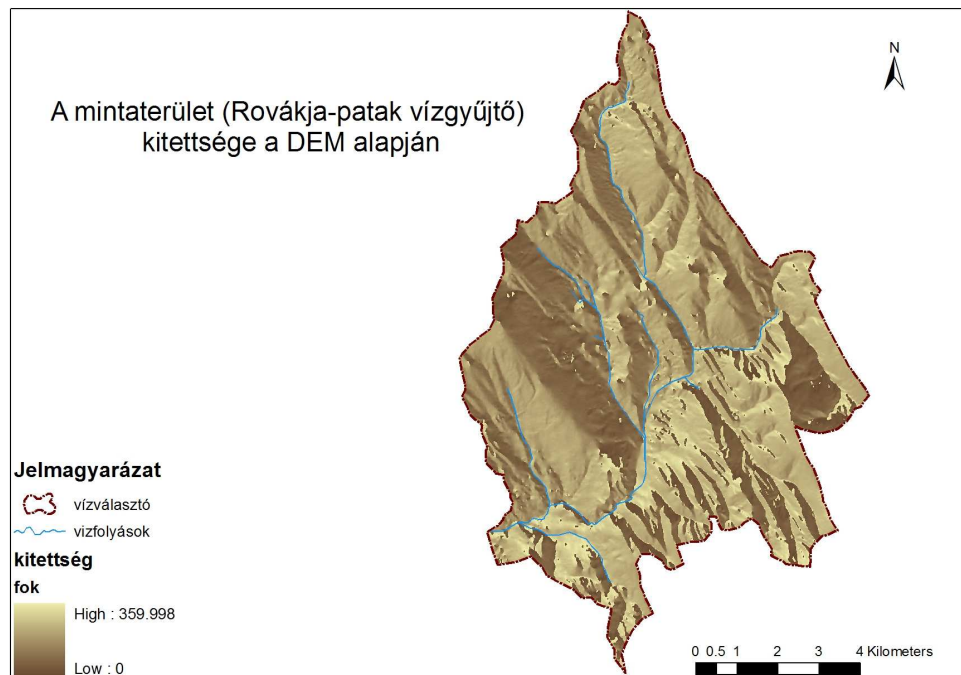 A mintaterület (Rovákja-patak vízgyűjtő)
kitettsége a DEM alapján
N
Jelmagyarázat
vízválasztó
vizfolyások
kitettség
fok
High : 359.998
Low : 0
0 0.5 1 2 3 4 Kilometers